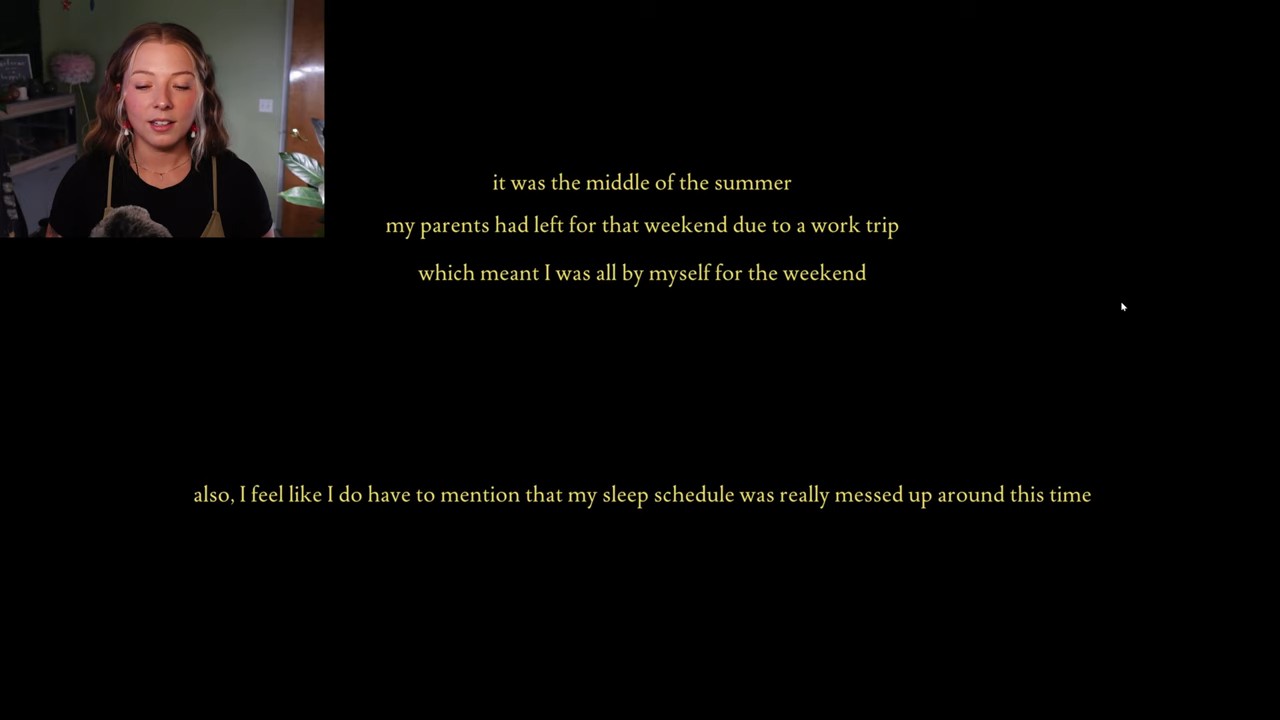 it was the middle of the summer
my parents had left for that weekend due to a work trip
which meant I was all by myself for the weekend
also, I feel like I do have to mention that my sleep schedule was really messed up around this time